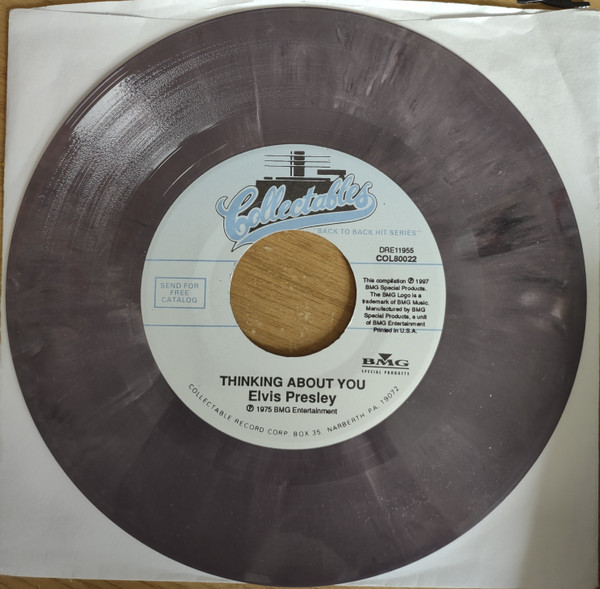 Collectables
BACK TO BACK HIT SERIES™
DRE11955
COL80022
SEND FOR
FREE
CATALOG
This compilation ℗ 1997
BMG Special Products.
The BMG Logo is a
trademark of BMG Music.
Manufactured by BMG
Special Products, a unit
of BMG Entertainment
Printed in U.S.A.
BMG
SPECIAL PRODUCTS
THINKING ABOUT YOU
Elvis Presley
℗ 1975 BMG Entertainment
COLLECTABLE RECORD CORP. BOX 35, NARBERTH PA. 19072